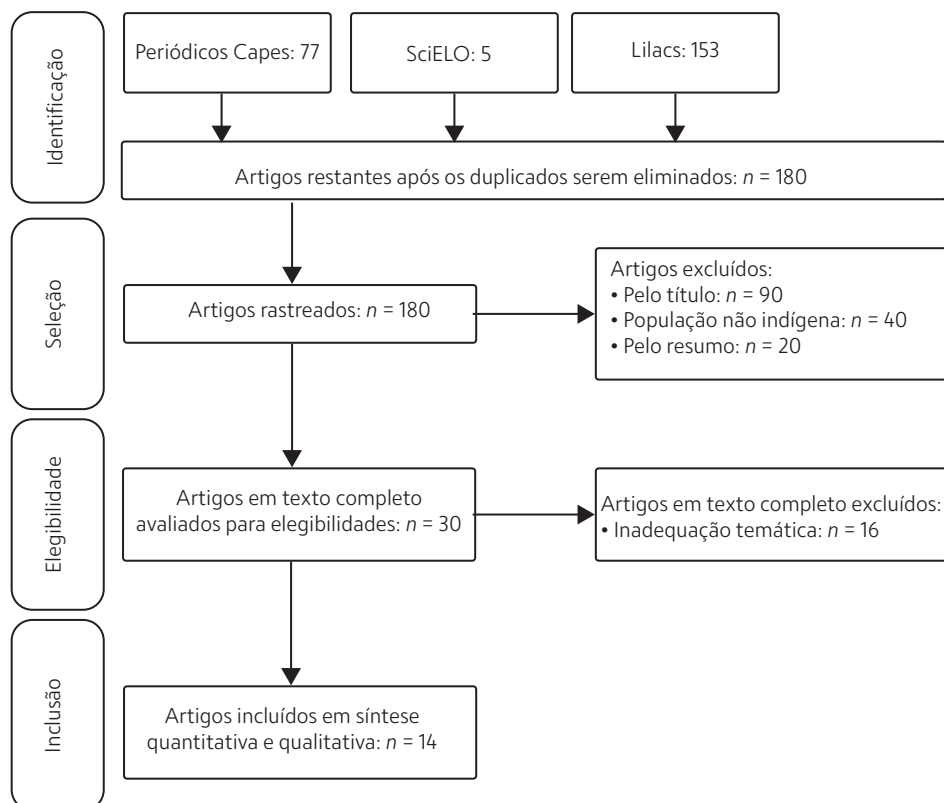 Identificação
Periódicos Capes: 77
SciELO: 5
Lilacs: 153
Artigos restantes após os duplicados serem eliminados: n = 180
Seleção
Artigos rastreados: n = 180
Artigos excluídos:
• Pelo título: n = 90
• População não indígena: n = 40
• Pelo resumo: n = 20
Elegibilidade
Artigos em texto completo
avaliados para elegibilidades: n = 30
Artigos em texto completo excluídos:
• Inadequação temática: n = 16
Inclusão
Artigos incluídos em síntese
quantitativa e qualitativa: n = 14